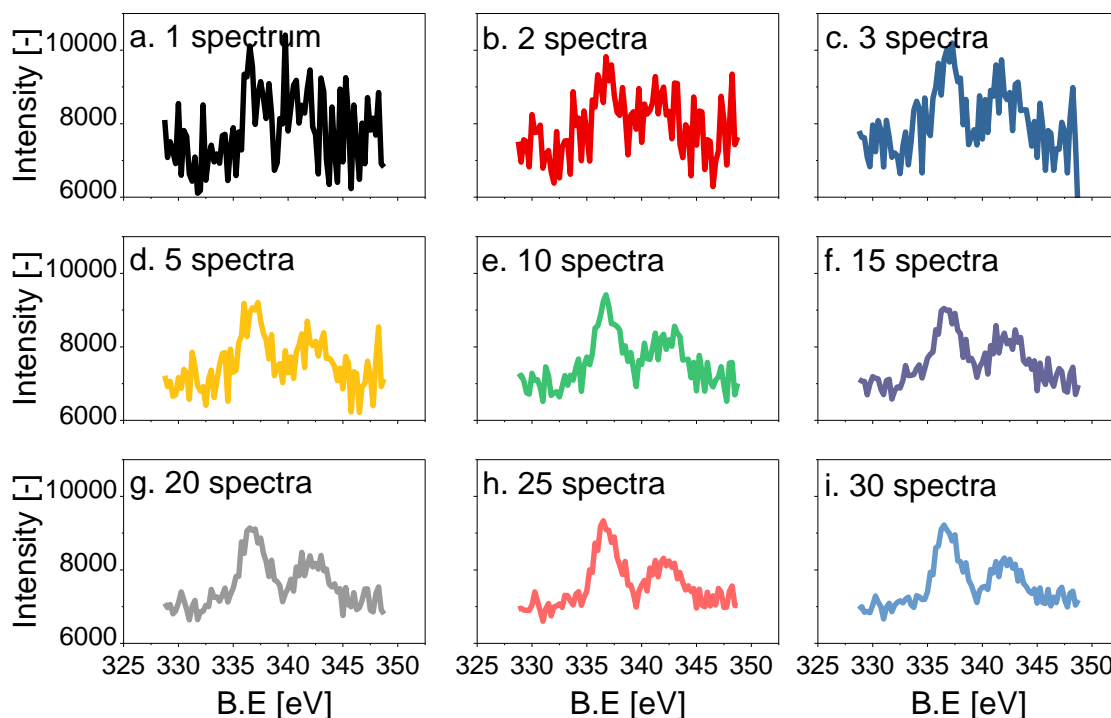 a. 1 spectrum
b. 2 spectra
c. 3 spectra
Intensity [-]
10000
8000
6000
d. 5 spectra
e. 10 spectra
f. 15 spectra
Intensity [-]
10000
8000
6000
g. 20 spectra
h. 25 spectra
i. 30 spectra
Intensity [-]
10000
8000
6000
325 330 335 340 345 350
325 330 335 340 345 350
325 330 335 340 345 350
B.E [eV]
B.E [eV]
B.E [eV]